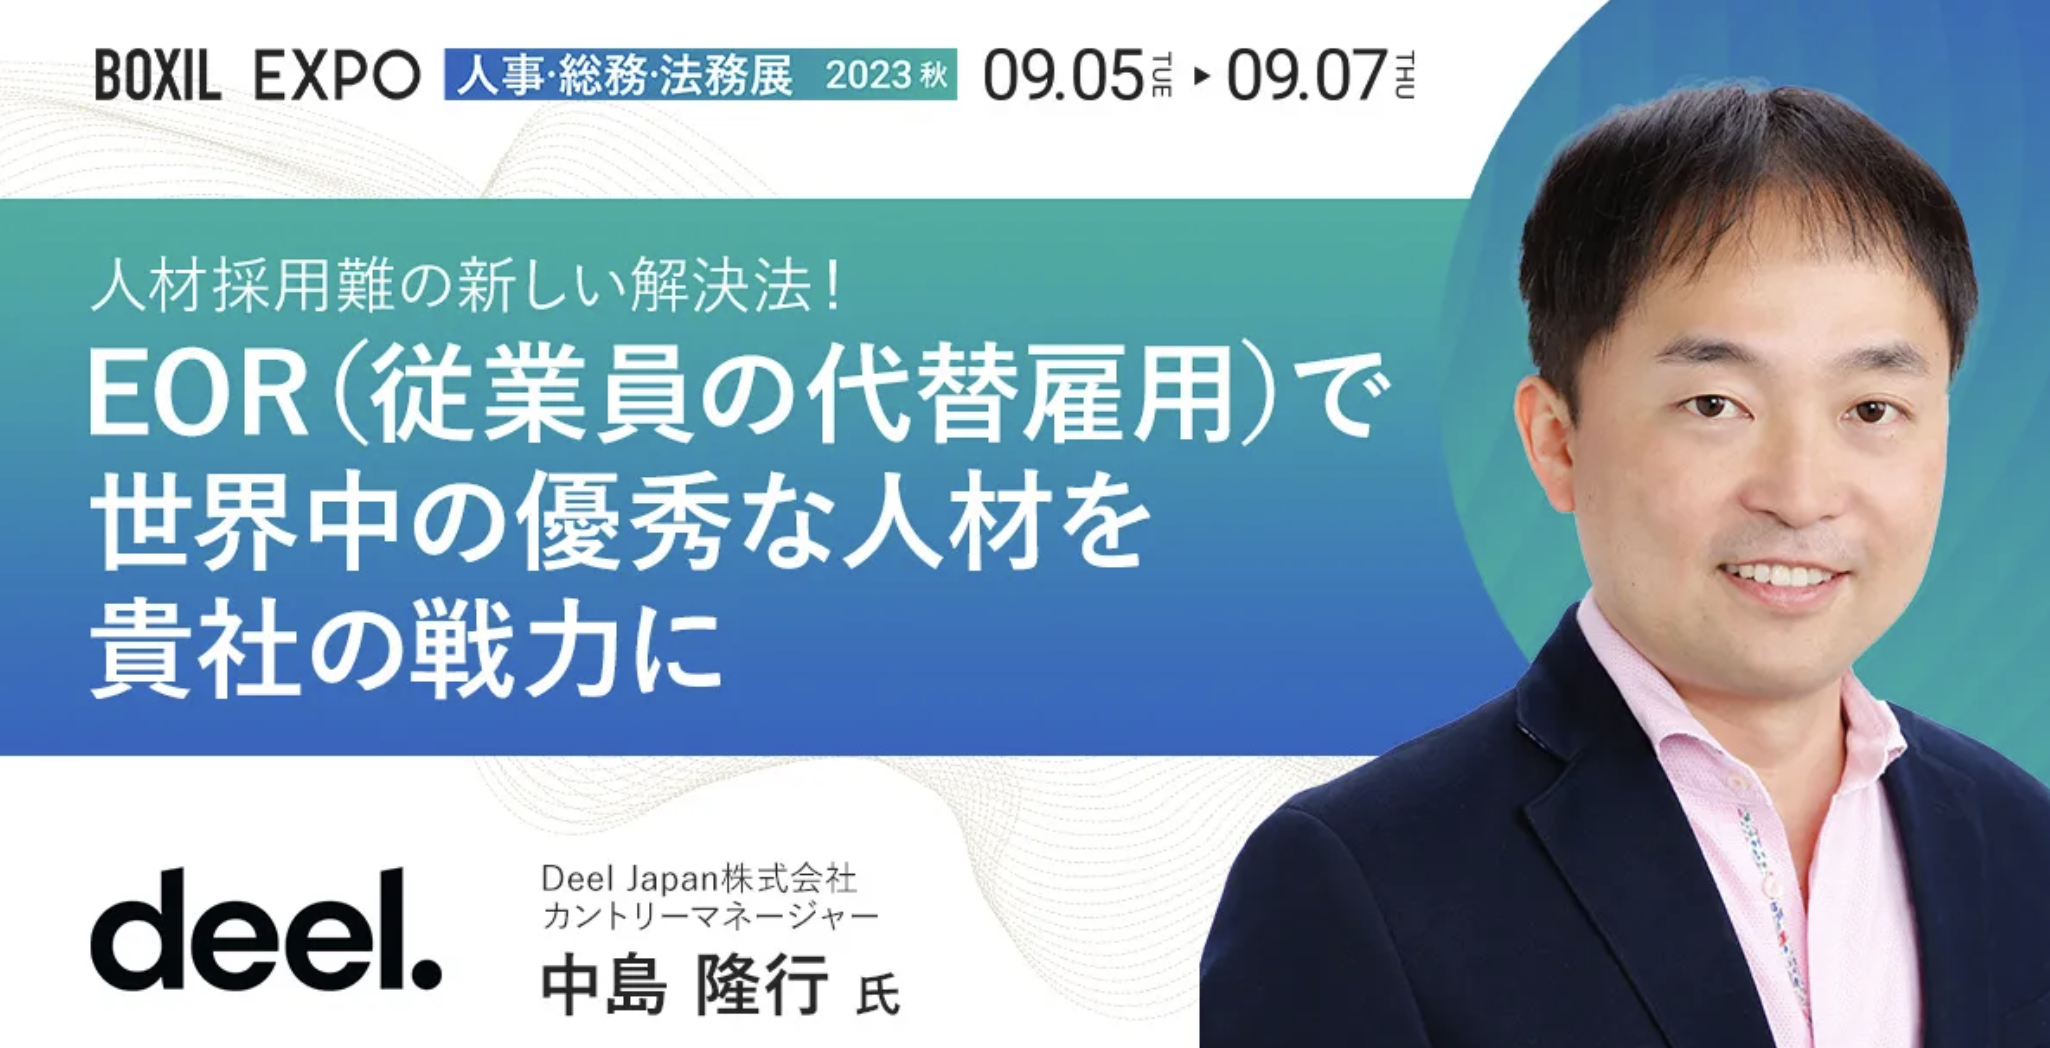 BOXIL EXPO 人事・総務・法務展 2023 秋 09.05 TUE ▶ 09.07 THU
人材採用難の新しい解決法！
EOR（従業員の代替雇用）で
世界中の優秀な人材を
貴社の戦力に
deel.
Deel Japan株式会社
カントリーマネージャー
中島 隆行 氏